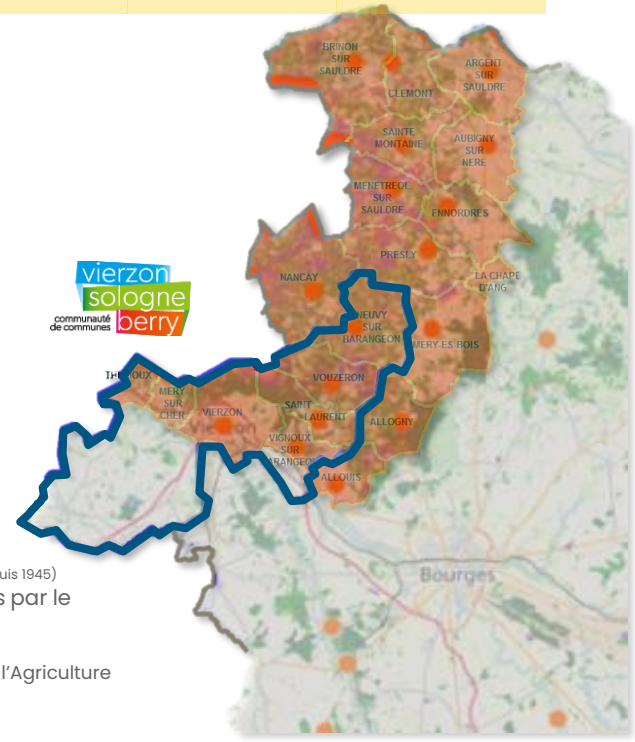 BRINON
SUR
SAULDRE
ARGENT
SUR
SAULDRE
CLEMONT
SAINTE
MONTAINE
AUBIGNY
SUR
NERE
MENETREOL
SUR
SAULDRE
ENNORDRES
PRESLY
NANCAY
LA CHAPE
D'ANG.
vierzon
sologne
berry
communauté
de communes
NEUVY
SUR
BARANGEON
MERY-ES-BOIS
VOUZERON
MERY
SUR
CHER
VIERZON
Vierzon
SAINT
LAURENT
ALLOGNY
VIGNOUX
SUR
ALLOUIS
Bourges
uis 1945)
s par le
l'Agriculture